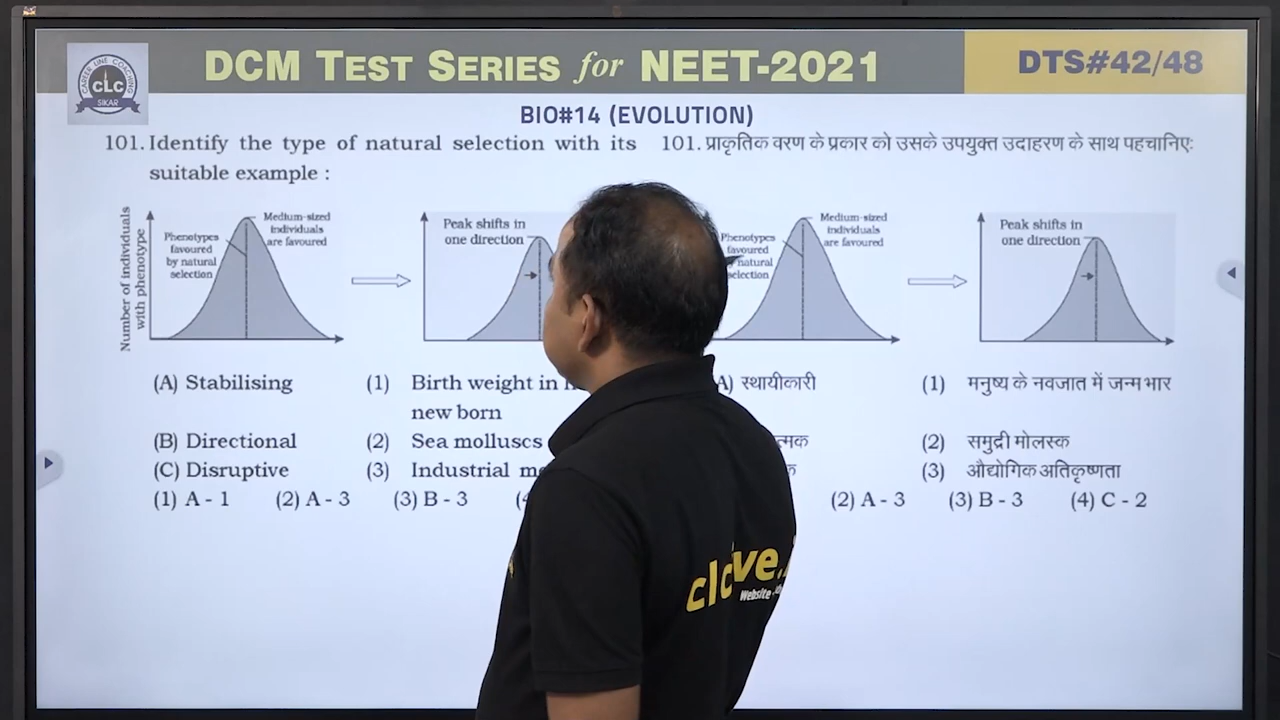 DCM TEST SERIES for NEET-2021
DTS#42/48
CAREER LINE COACHING
CLC
SIKAR
BIO#14 (EVOLUTION)
101. Identify the type of natural selection with its
suitable example :
Number of individuals
with phenotype
Phenotypes
favoured
by natural
selection
Medium-sized
individuals
are favoured
Peak shifts in
one direction
(A) Stabilising (1) Birth weight in
new born
(B) Directional (2) Sea molluscs
(C) Disruptive (3) Industrial
(1) A - 1 (2) A - 3 (3) B - 3
101. प्राकृतिक वरण के प्रकार को उसके उपयुक्त उदाहरण के साथ पहचानिए:
Phenotypes
favoured
natural
selection
Medium-sized
individuals
are favoured
Peak shifts in
one direction
A) स्थायीकारी (1) मनुष्य के नवजात में जन्म भार
(2) समुद्री मोलस्क
(3) औद्योगिक अतिकृष्णता
(2) A - 3 (3) B - 3 (4) C - 2
Website